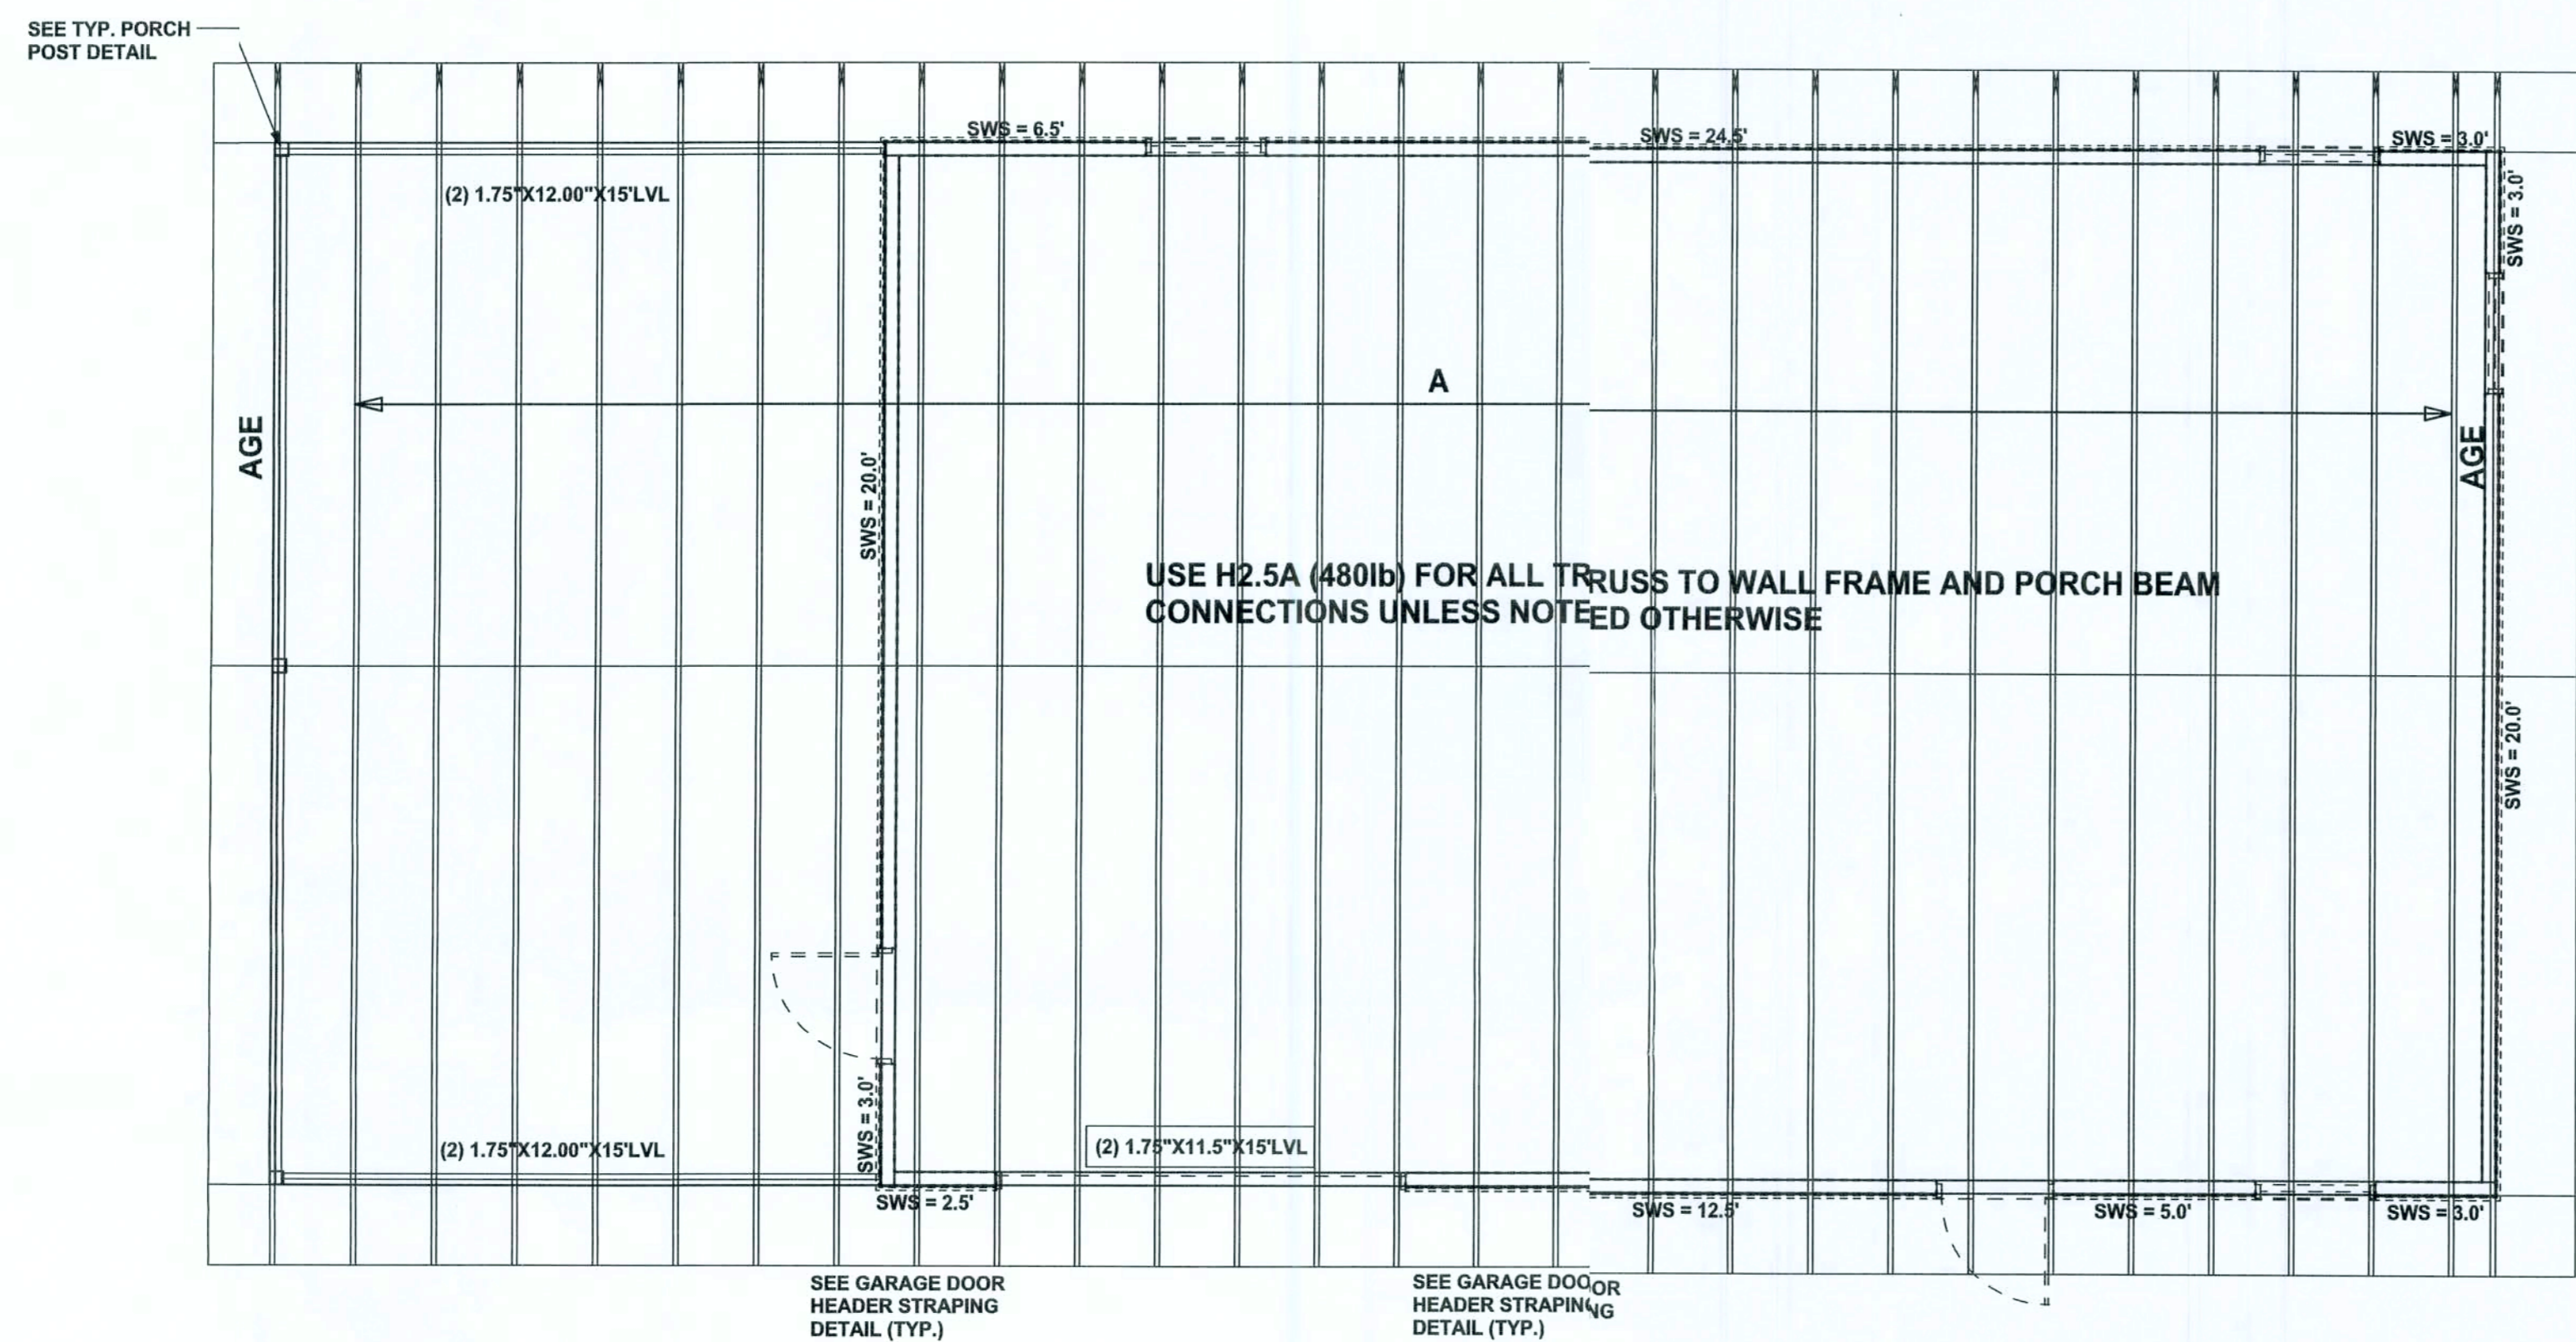 SEE TYP. PORCH
POST DETAIL
SWS = 6.5'
SWS = 24.5'
SWS = 3.0'
SWS = 3.0'
(2) 1.75"X12.00"X15'LVL
A
AGE
AGE
SWS = 20.0'
USE H2.5A (480lb) FOR ALL TRRUSS TO WALL FRAME AND PORCH BEAM
CONNECTIONS UNLESS NOTEED OTHERWISE
SWS = 20.0'
SWS = 3.0'
(2) 1.75"X12.00"X15'LVL
(2) 1.75"X11.5"X15'LVL
SWS = 2.5'
SWS = 12.5'
SWS = 5.0'
SWS = 3.0'
SEE GARAGE DOOR
HEADER STRAPING
DETAIL (TYP.)
SEE GARAGE DOOOR
HEADER STRAPINNG
DETAIL (TYP.)